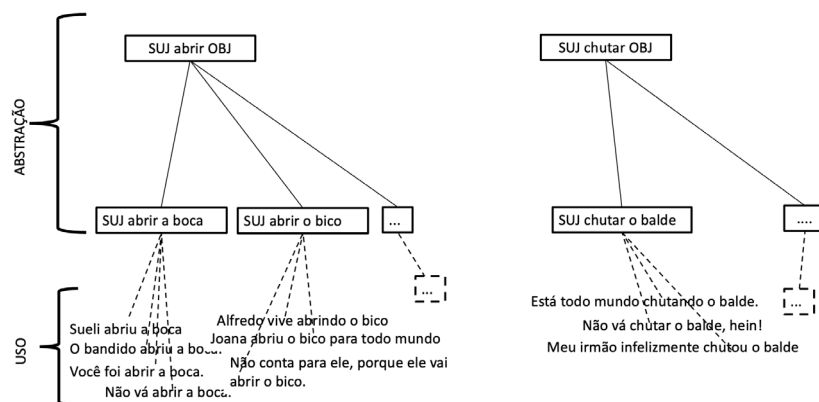 SUJ abrir OBJ
SUJ chutar OBJ
ABSTRAÇÃO
SUJ abrir a boca
SUJ abrir o bico
...
SUJ chutar o balde
....
...
...
USO
Sueli abriu a boca
O bandido abriu a boca.
Você foi abrir a boca.
Não vá abrir a boca.
Alfredo vive abrindo o bico
Joana abriu o bico para todo mundo
Não conta para ele, porque ele vai
abrir o bico.
Está todo mundo chutando o balde.
Não vá chutar o balde, hein!
Meu irmão infelizmente chutou o balde